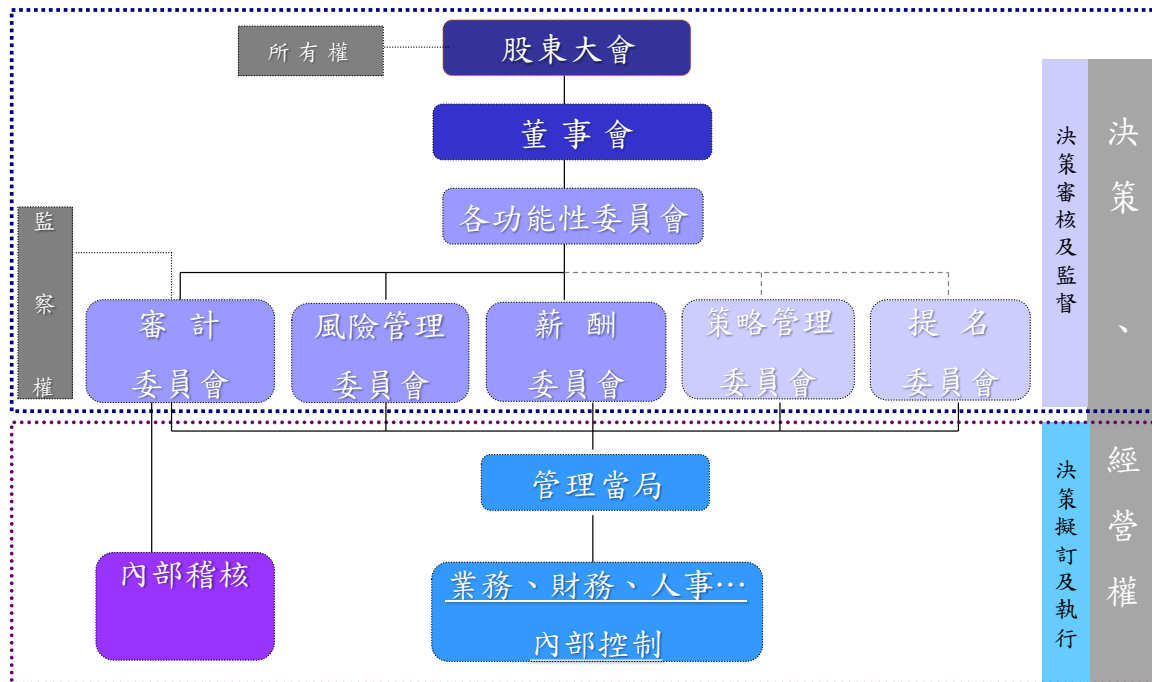 所有權
股東大會
董事會
各功能性委員會
監察權
審計
委員會
風險管理
委員會
薪酬
委員會
策略管理
委員會
提名
委員會
決策審核及監督
決策、經營權
管理當局
內部稽核
業務、財務、人事…
內部控制
決策擬訂及執行